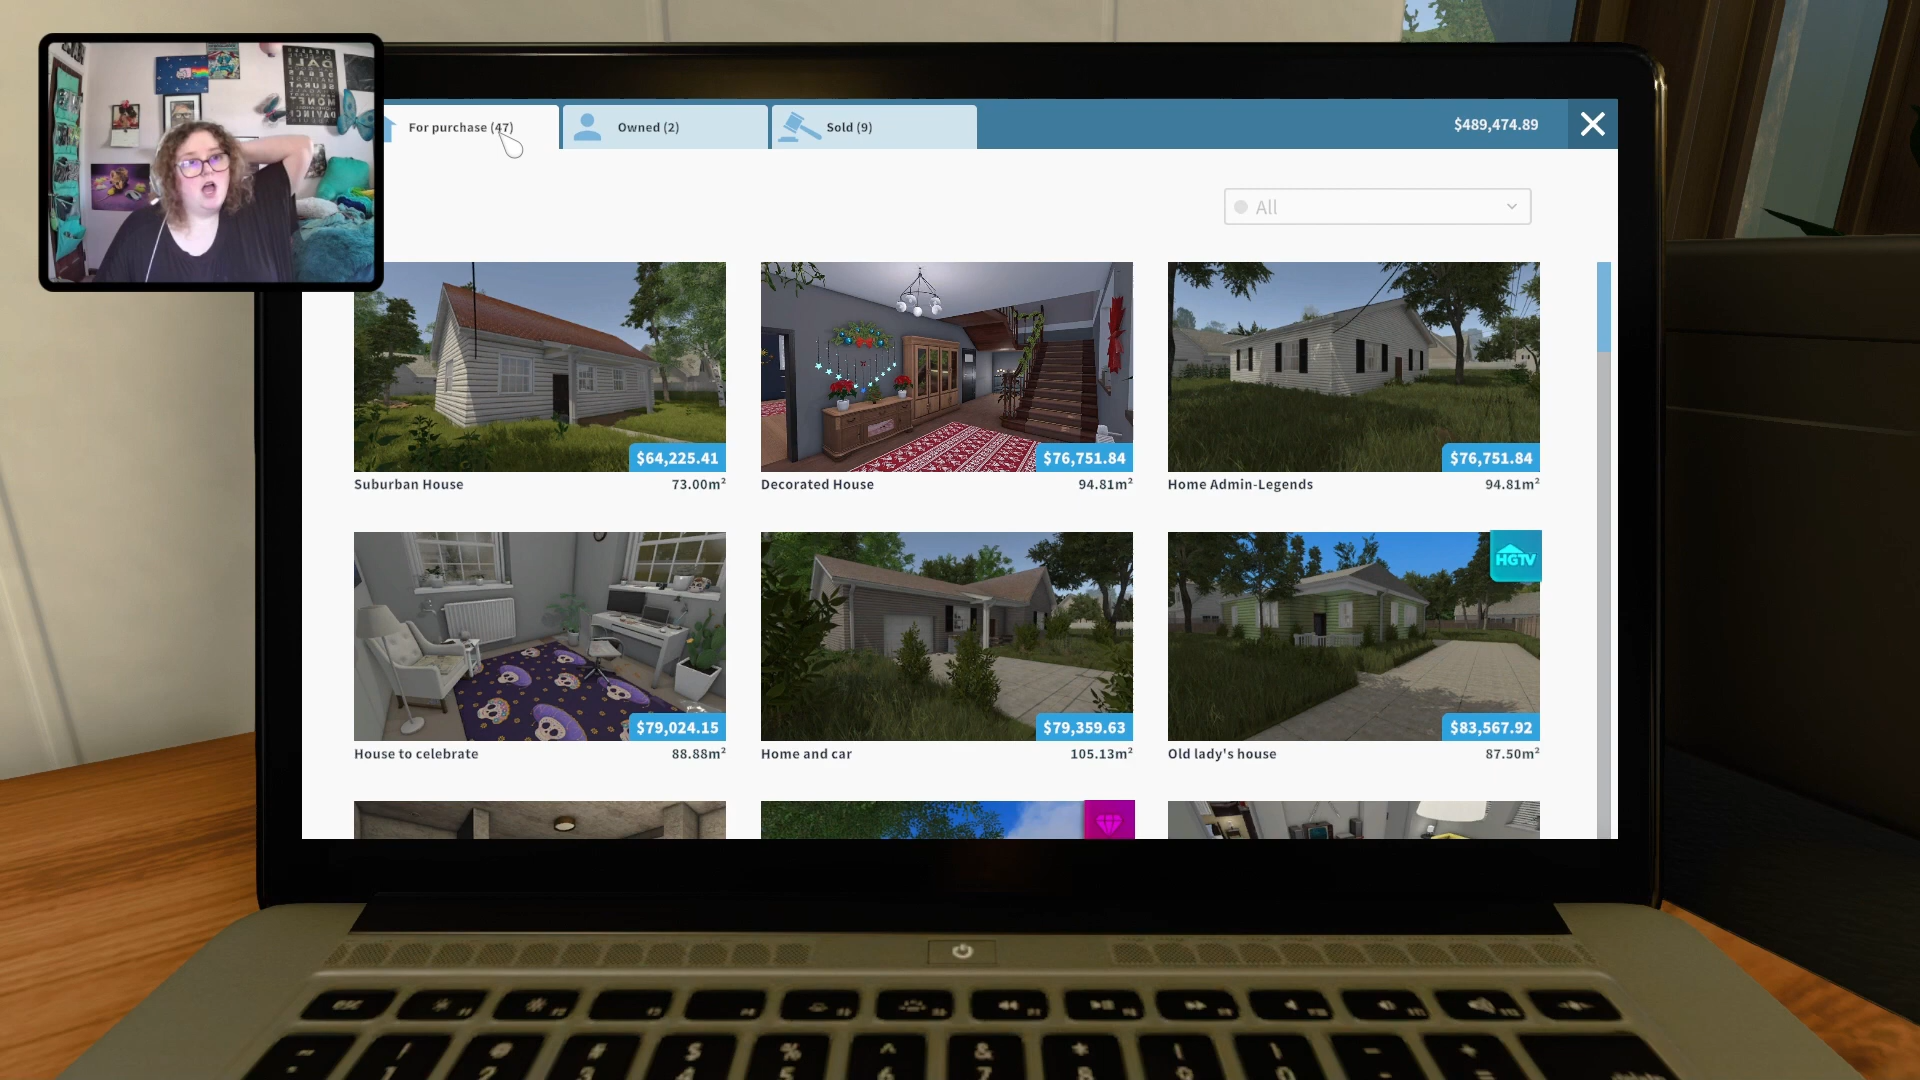 For purchase (47)
Owned (2)
Sold (9)
$489,474.89
All
$64,225.41
$76,751.84
$76,751.84
Suburban House
73.00m²
Decorated House
94.81m²
Home Admin-Legends
94.81m²
HGTV
$79,024.15
$79,359.63
$83,567.92
House to celebrate
88.88m²
Home and car
105.13m²
Old lady's house
87.50m²
esc